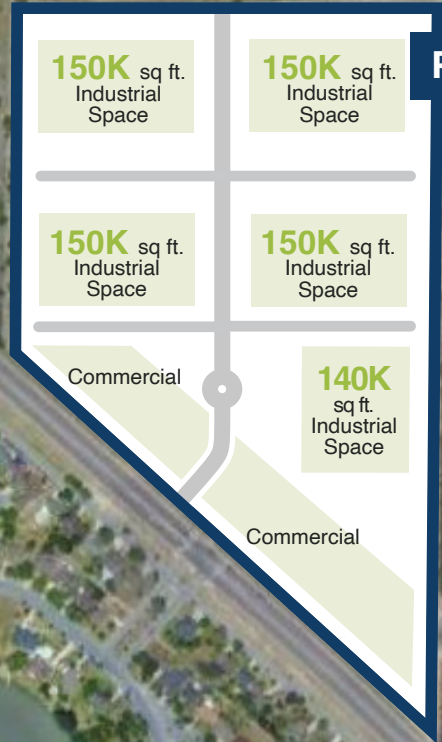 150K sq ft.
Industrial
Space
150K sq ft.
Industrial
Space
150K sq ft.
Industrial
Space
150K sq ft.
Industrial
Space
Commercial
140K
sq ft.
Industrial
Space
Commercial